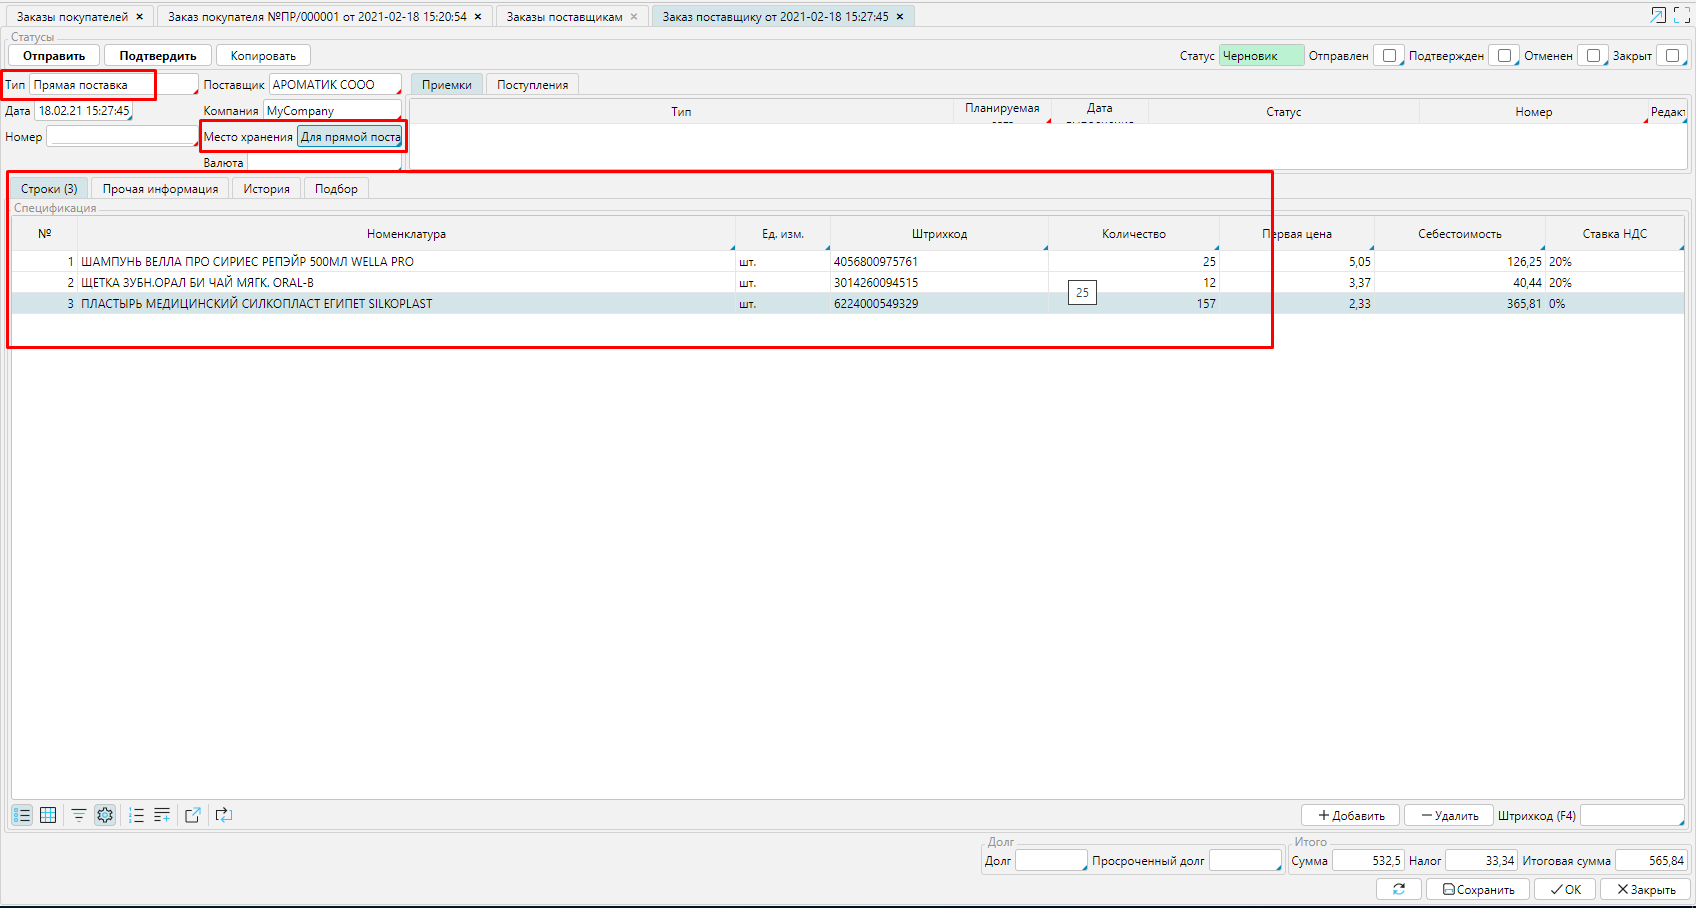 Заказы покупателей × Заказ покупателя №ПР/000001 от 2021-02-18 15:20:54 × Заказы поставщикам × Заказ поставщику от 2021-02-18 15:27:45 ×
Статусы
Отправить Подтвердить Копировать Статус Черновик Отправлен Подтвержден Отменен Закрыт
Тип Прямая поставка Поставщик АРОМАТИК СООО Приемки Поступления
Дата 18.02.21 15:27:45 Компания MyCompany
Тип Планируемая Дата Статус Номер Редакт
Номер Место хранения Для прямой поста
Валюта
Строки (3) Прочая информация История Подбор
Спецификация
№ Номенклатура Ед. изм. Штрихкод Количество Первая цена Себестоимость Ставка НДС
1 ШАМПУНЬ ВЕЛЛА ПРО СИРИЕС РЕПЭЙР 500МЛ WELLA PRO шт. 4056800975761 25 5,05 126,25 20%
2 ЩЕТКА ЗУБН.ОРАЛ БИ ЧАЙ МЯГК. ORAL-B шт. 3014260094515 12 3,37 40,44 20%
25
3 ПЛАСТЫРЬ МЕДИЦИНСКИЙ СИЛКОПЛАСТ ЕГИПЕТ SILKOPLAST шт. 6224000549329 157 2,33 365,81 0%
Добавить Удалить Штрихкод (F4)
Долг Итого
Долг Просроченный долг Сумма 532,5 Налог 33,34 Итоговая сумма 565,84
Сохранить OK Закрыть